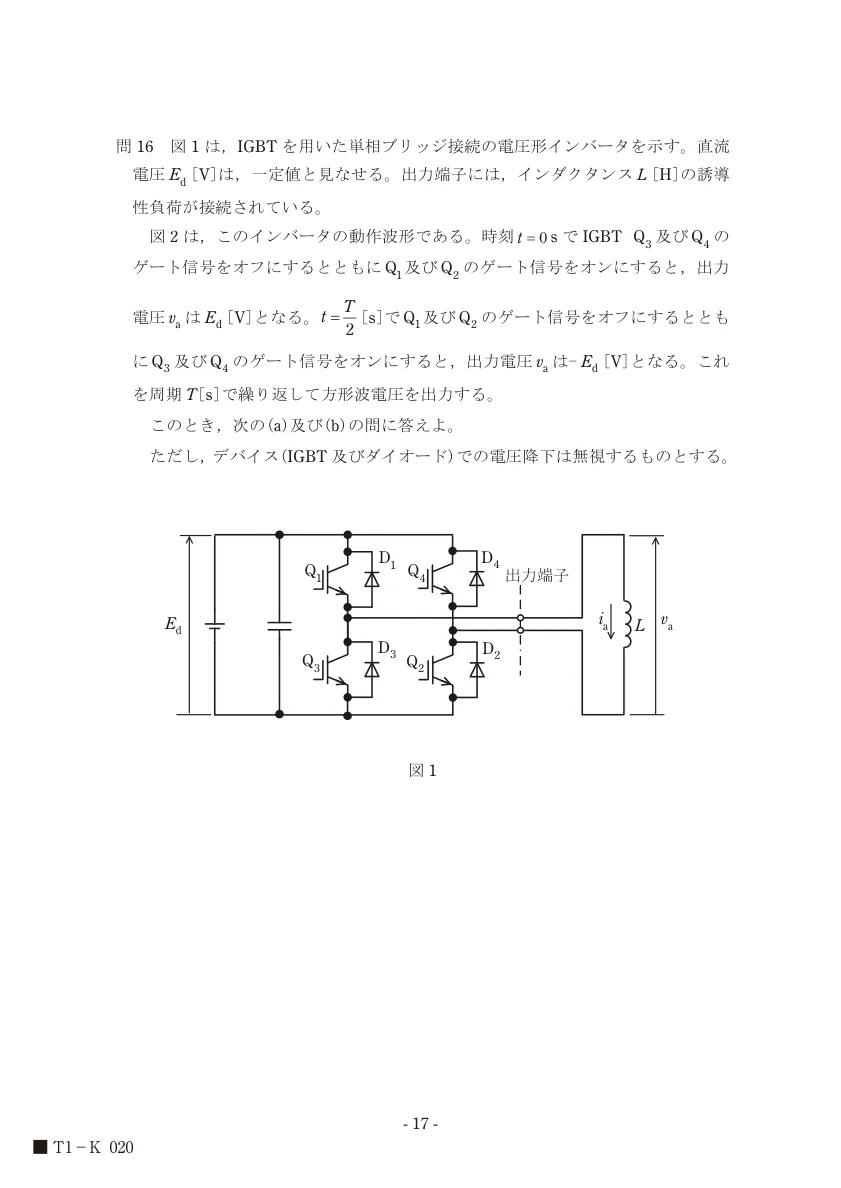 問 16　図 1 は，IGBT を用いた単相ブリッジ接続の電圧形インバータを示す。直流
電圧 Ed［V］は，一定値と見なせる。出力端子には，インダクタンス L［H］の誘導
性負荷が接続されている。
図 2 は，このインバータの動作波形である。時刻 t = 0 s で IGBT Q3 及び Q4 の
ゲート信号をオフにするとともに Q1 及び Q2 のゲート信号をオンにすると，出力
電圧 va は Ed［V］となる。t = T/2［s］で Q1 及び Q2 のゲート信号をオフにするととも
に Q3 及び Q4 のゲート信号をオンにすると，出力電圧 va は− Ed［V］となる。これ
を周期 T［s］で繰り返して方形波電圧を出力する。
このとき，次の(a)及び(b)の問に答えよ。
ただし，デバイス(IGBT 及びダイオード)での電圧降下は無視するものとする。
D1
D4
Q1
Q4
出力端子
Ed
ia
L
va
D3
D2
Q3
Q2
図 1
- 17 -
■ T1−K 020